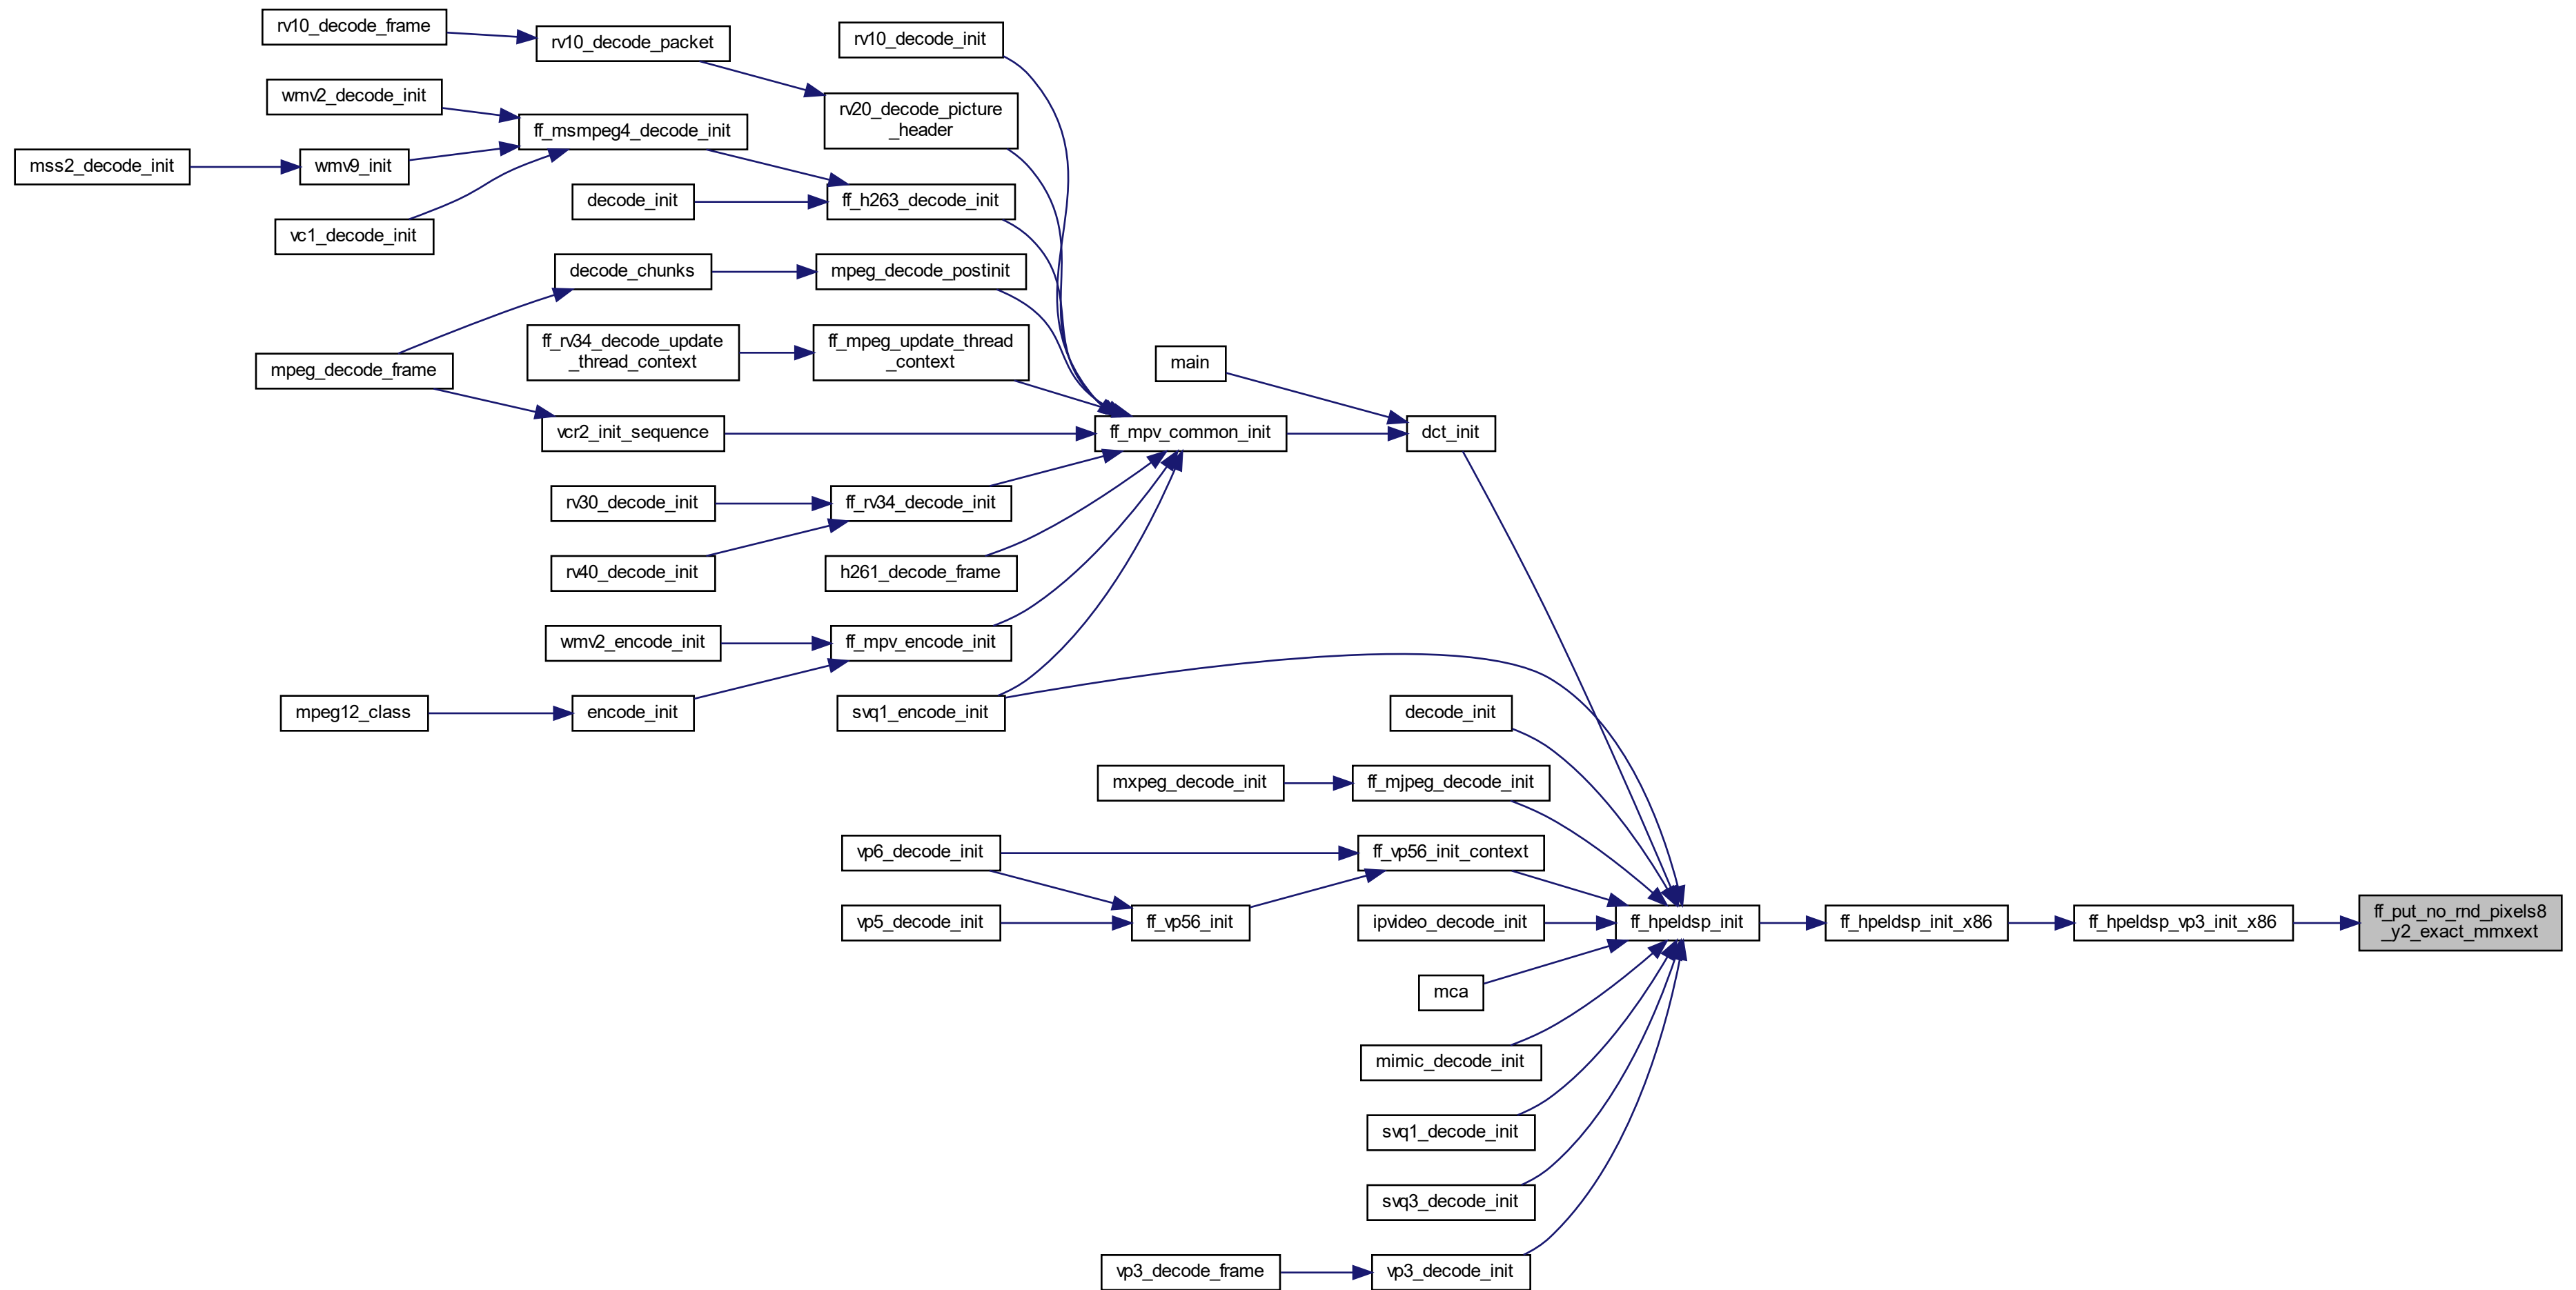 rv10_decode_frame
rv10_decode_packet
rv10_decode_init
wmv2_decode_init
rv20_decode_picture
_header
ff_msmpeg4_decode_init
mss2_decode_init
wmv9_init
decode_init
ff_h263_decode_init
vc1_decode_init
decode_chunks
mpeg_decode_postinit
ff_rv34_decode_update
_thread_context
ff_mpeg_update_thread
_context
main
mpeg_decode_frame
vcr2_init_sequence
ff_mpv_common_init
dct_init
rv30_decode_init
ff_rv34_decode_init
rv40_decode_init
h261_decode_frame
wmv2_encode_init
ff_mpv_encode_init
mpeg12_class
encode_init
svq1_encode_init
decode_init
mxpeg_decode_init
ff_mjpeg_decode_init
vp6_decode_init
ff_vp56_init_context
vp5_decode_init
ff_vp56_init
ipvideo_decode_init
ff_hpeldsp_init
ff_hpeldsp_init_x86
ff_hpeldsp_vp3_init_x86
ff_put_no_rnd_pixels8
_y2_exact_mmxext
mca
mimic_decode_init
svq1_decode_init
svq3_decode_init
vp3_decode_frame
vp3_decode_init